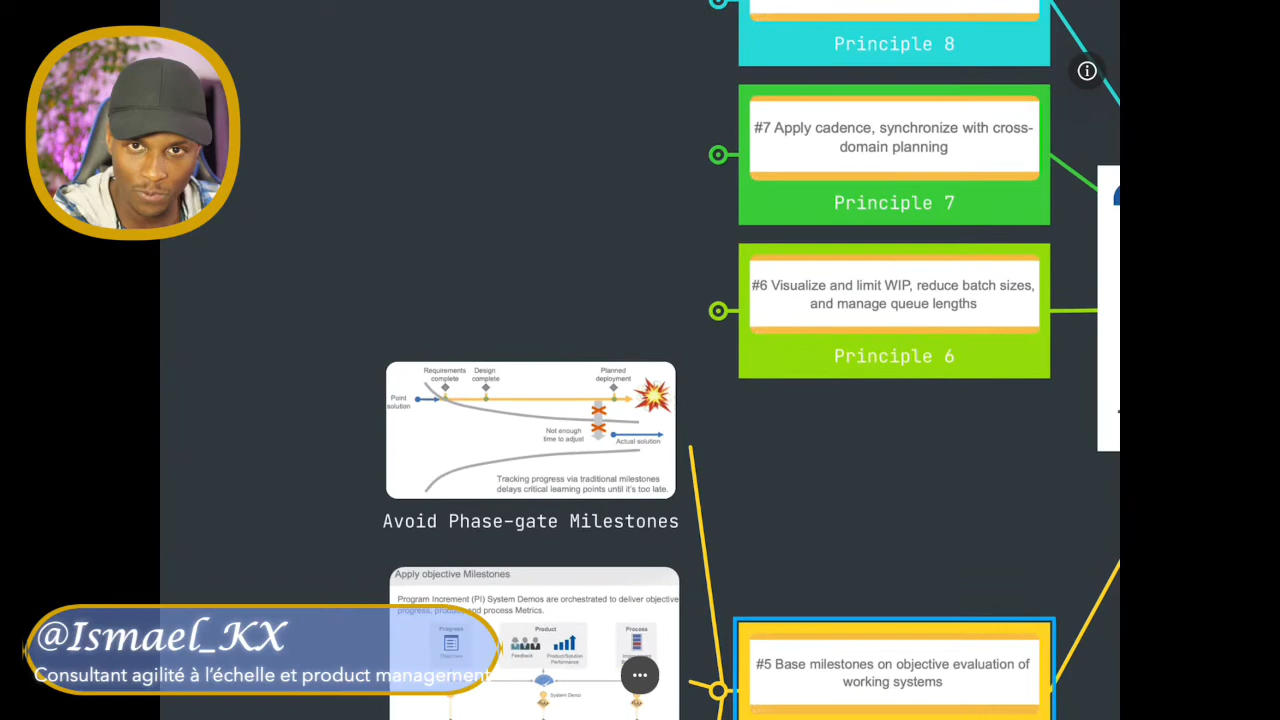 Principle 8
#7 Apply cadence, synchronize with cross-
domain planning
Principle 7
#6 Visualize and limit WIP, reduce batch sizes,
and manage queue lengths
Principle 6
Requirements
complete
Design
complete
Planned
deployment
Point
solution
Not enough
time to adjust
Actual solution
Tracking progress via traditional milestones
delays critical learning points until it's too late.
Avoid Phase-gate Milestones
Apply objective Milestones
Program Increment (PI) System Demos are orchestrated to deliver objective
progress, product, and process Metrics.
Progress
Product
Process
Feedback
Product/Solution
Performance
System Demo
#5 Base milestones on objective evaluation of
working systems
@Ismael_KX
Consultant agilité à l'échelle et product management